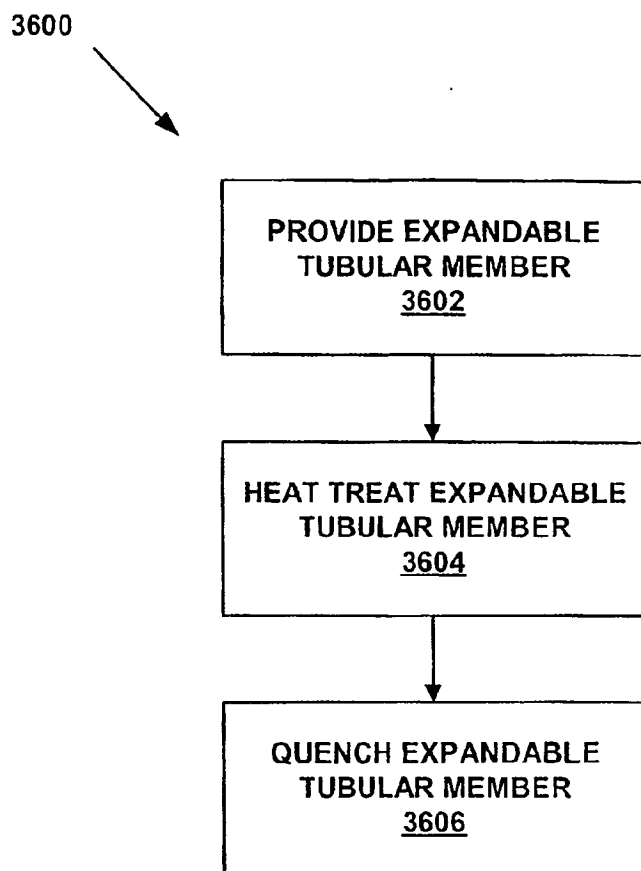 3600
PROVIDE EXPANDABLE
TUBULAR MEMBER
3602
HEAT TREAT EXPANDABLE
TUBULAR MEMBER
3604
QUENCH EXPANDABLE
TUBULAR MEMBER
3606